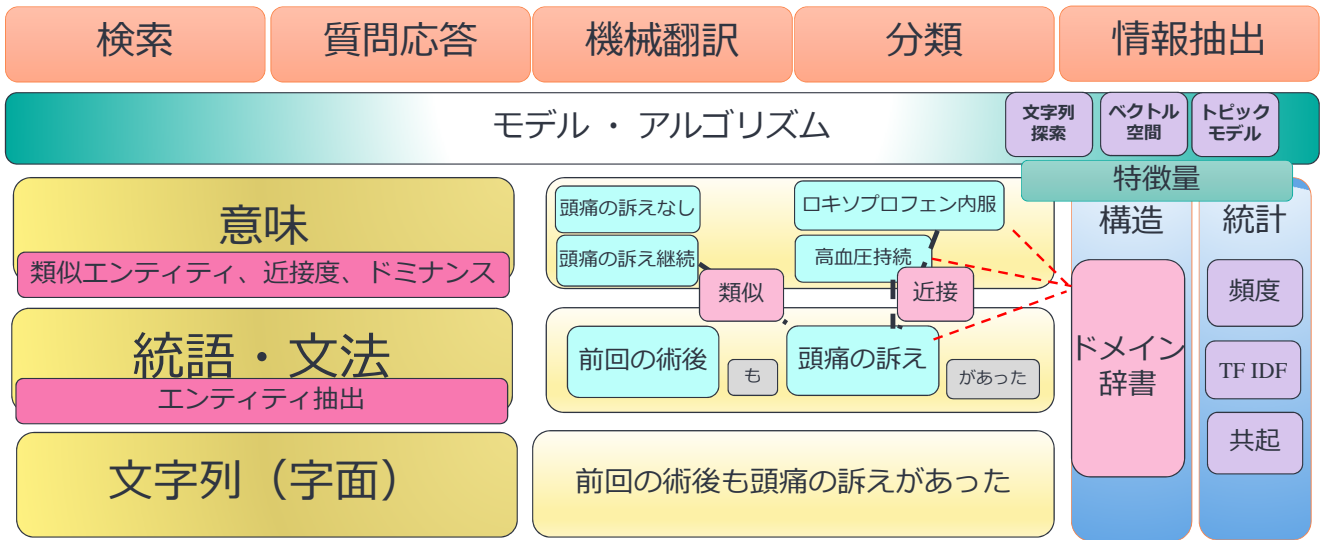 検索
質問応答
機械翻訳
分類
情報抽出
モデル ・ アルゴリズム
文字列
探索
ベクトル
空間
トピック
モデル
特徴量
意味
類似エンティティ、近接度、ドミナンス
頭痛の訴えなし
頭痛の訴え継続
ロキソプロフェン内服
高血圧持続
類似
近接
構造
統計
統語・文法
エンティティ抽出
前回の術後
も
頭痛の訴え
があった
ドメイン
辞書
頻度
TF IDF
共起
文字列（字面）
前回の術後も頭痛の訴えがあった